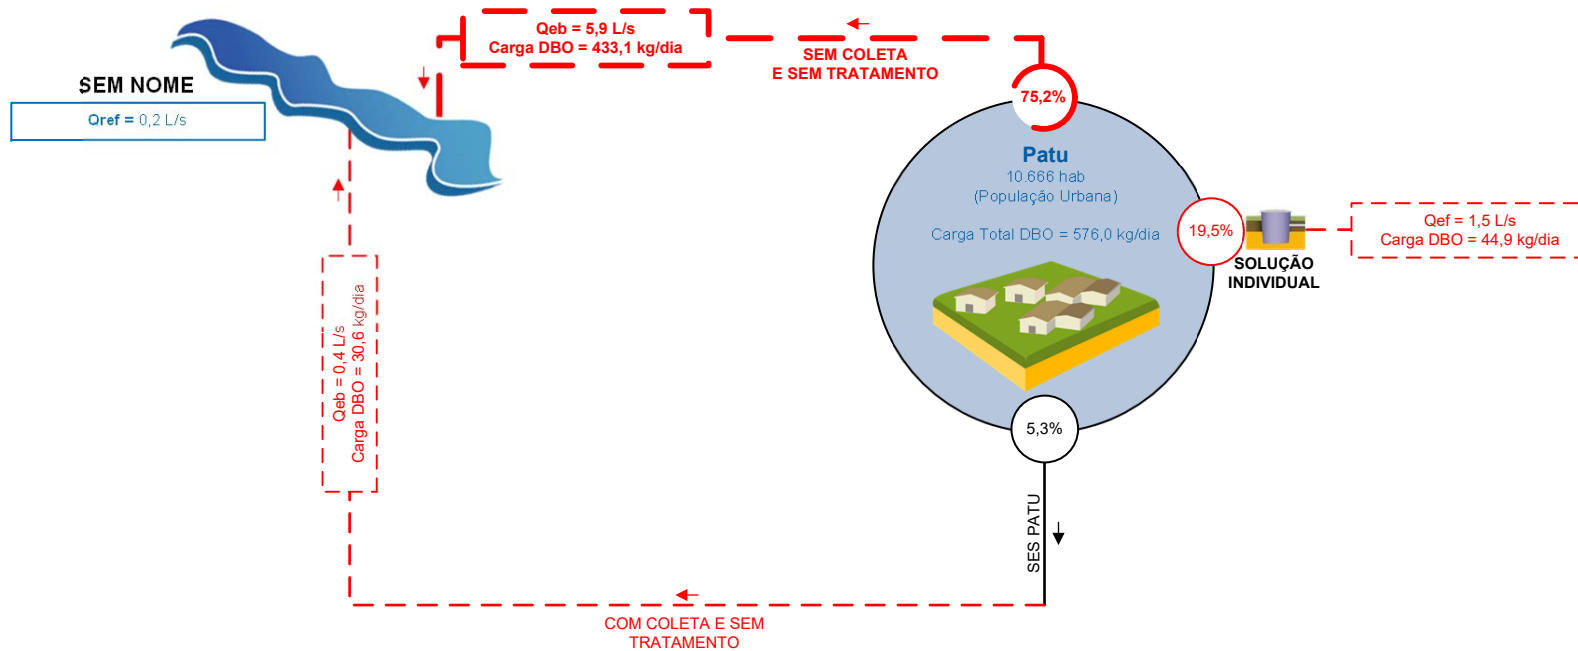 Qeb = 5,9 L/s
Carga DBO = 433,1 kg/dia
SEM COLETA
E SEM TRATAMENTO
SEM NOME
Qref = 0,2 L/s
75,2%
Patu
10.666 hab
(População Urbana)
Carga Total DBO = 576,0 kg/dia
19,5%
SOLUÇÃO
INDIVIDUAL
Qef = 1,5 L/s
Carga DBO = 44,9 kg/dia
Qeb = 0,4 L/s
Carga DBO = 30,6 kg/dia
5,3%
SES PATU
COM COLETA E SEM
TRATAMENTO